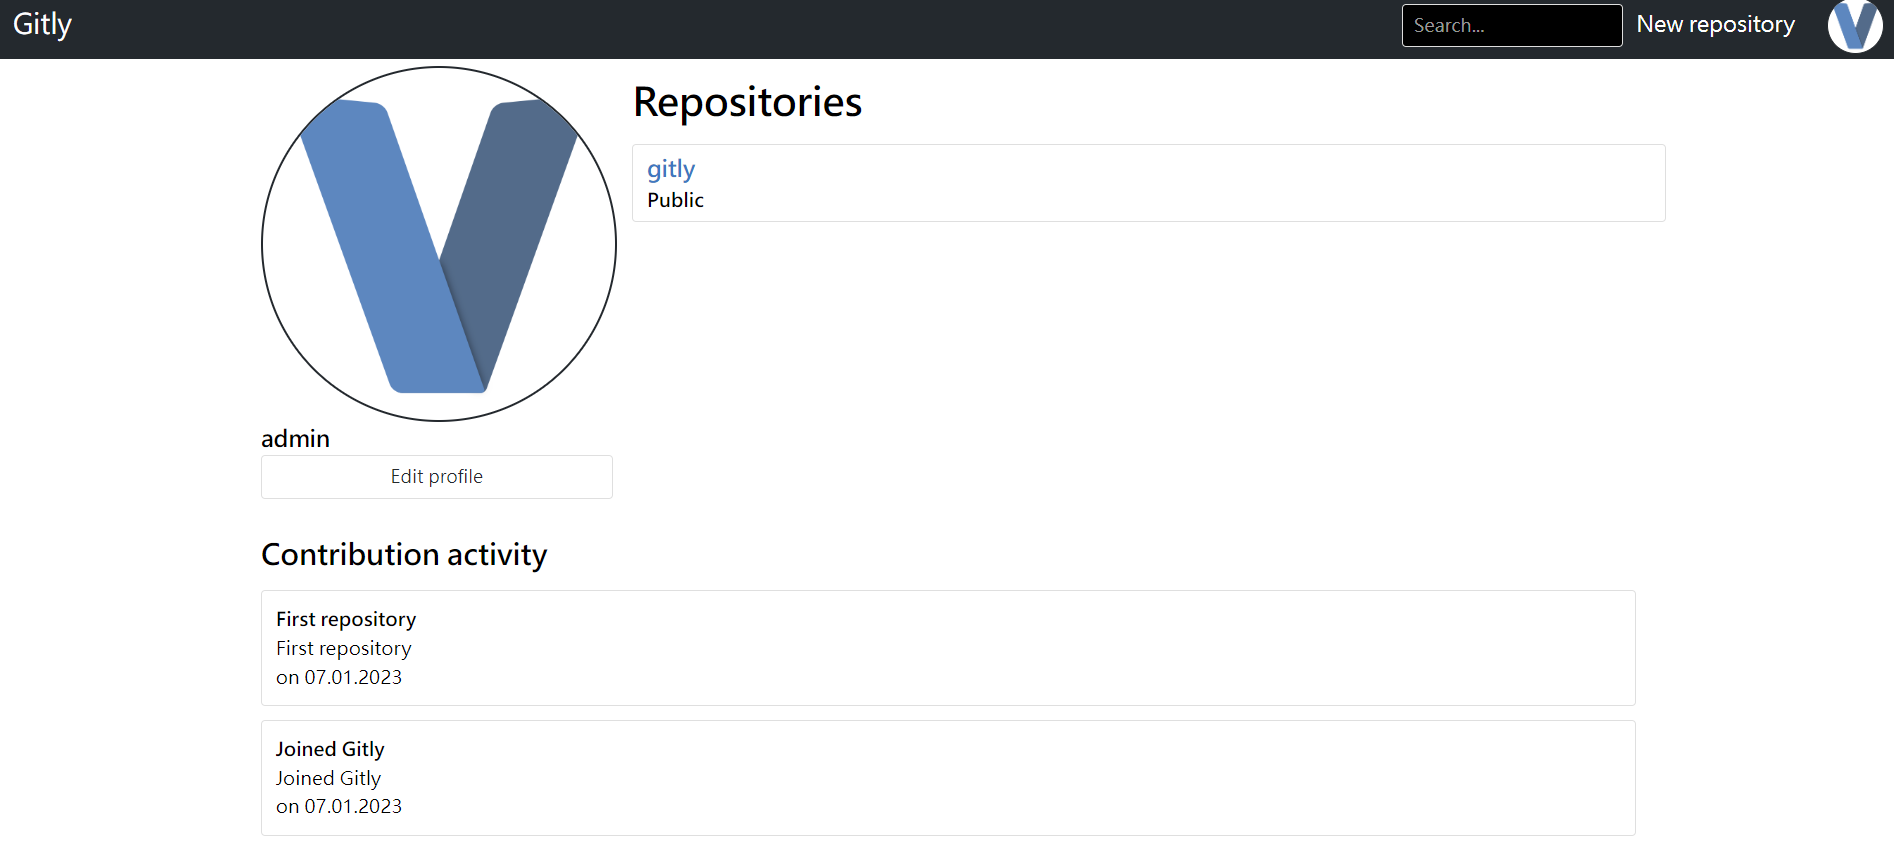 Gitly
Search...
New repository
Repositories
gitly
Public
admin
Edit profile
Contribution activity
First repository
First repository
on 07.01.2023
Joined Gitly
Joined Gitly
on 07.01.2023